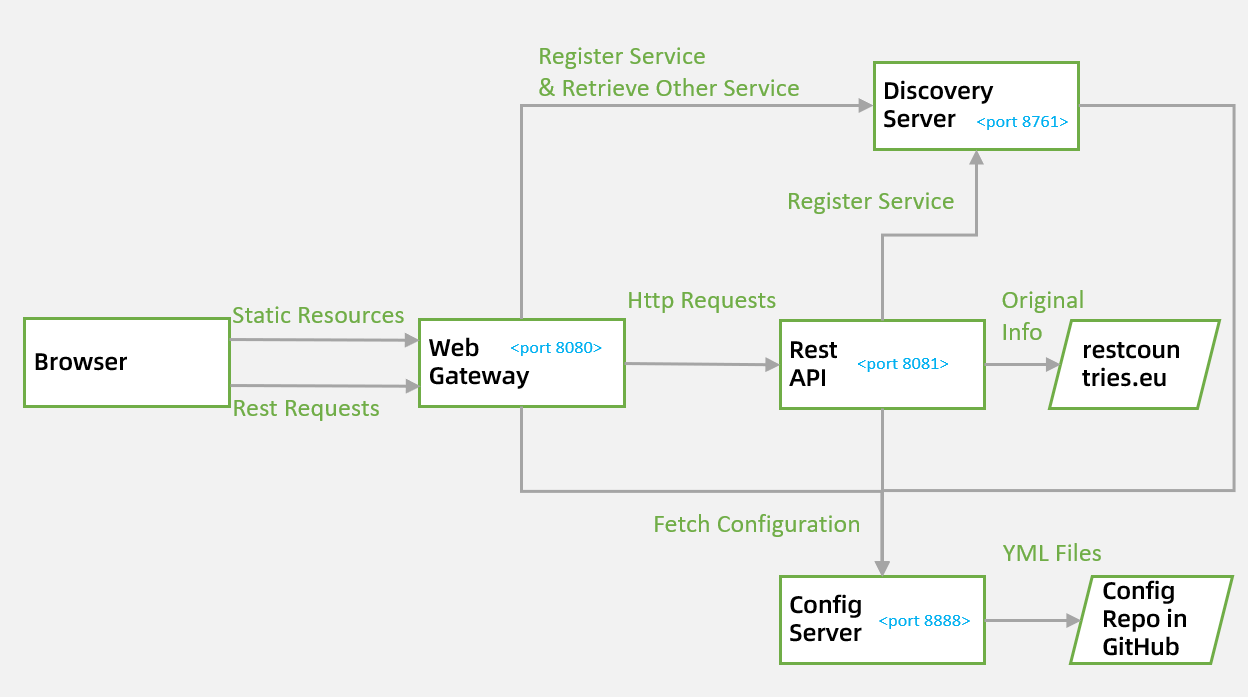 Register Service
& Retrieve Other Service
Discovery
Server <port 8761>
Register Service
Static Resources
Http Requests
Original
Info
Browser
Web <port 8080>
Gateway
Rest
API
<port 8081>
restcoun
tries.eu
Rest Requests
Fetch Configuration
YML Files
Config
Server
<port 8888>
Config
Repo in
GitHub